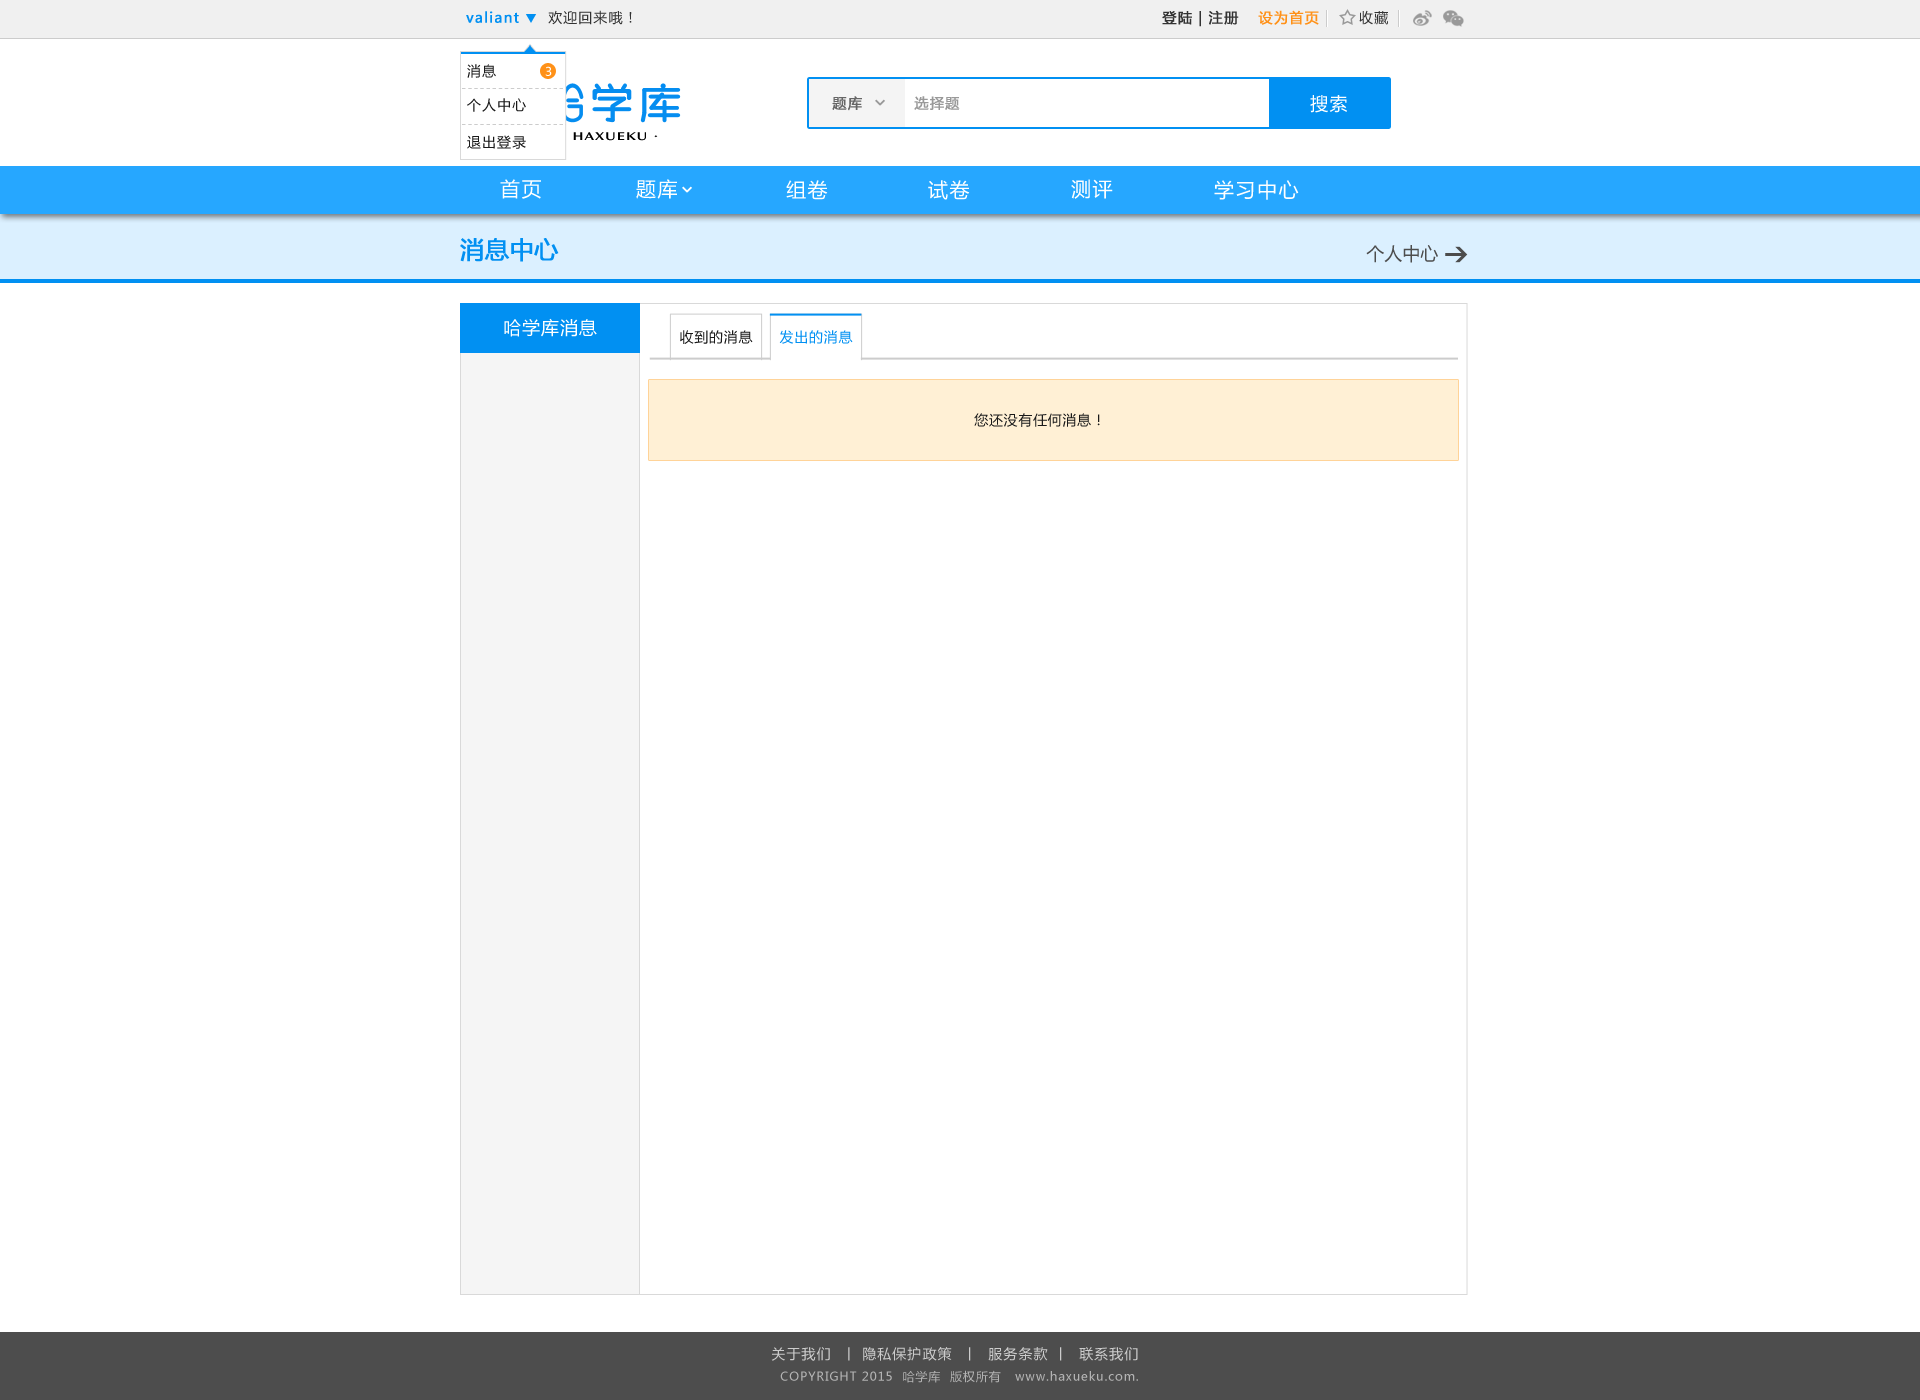 valiant ▼ 欢迎回来哦！
登陆 | 注册 设为首页 收藏
消息 3
个人中心
退出登录
哈学库
HAXUEKU ·
题库 选择题 搜索
首页 题库 组卷 试卷 测评 学习中心
消息中心 个人中心
哈学库消息
收到的消息 发出的消息
您还没有任何消息！
关于我们 | 隐私保护政策 | 服务条款 | 联系我们
COPYRIGHT 2015 哈学库 版权所有 www.haxueku.com.